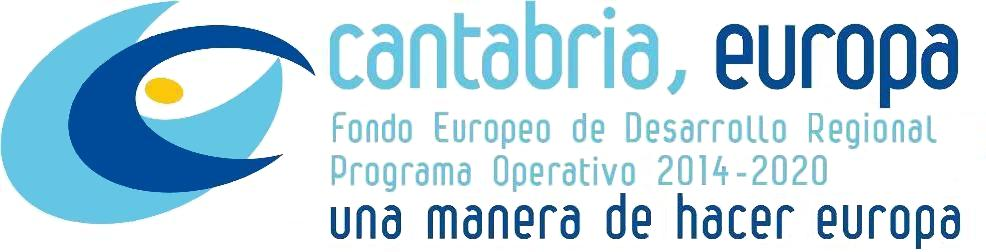 cantabria, europa
Fondo Europeo de Desarrollo Regional
Programa Operativo 2014-2020
una manera de hacer europa